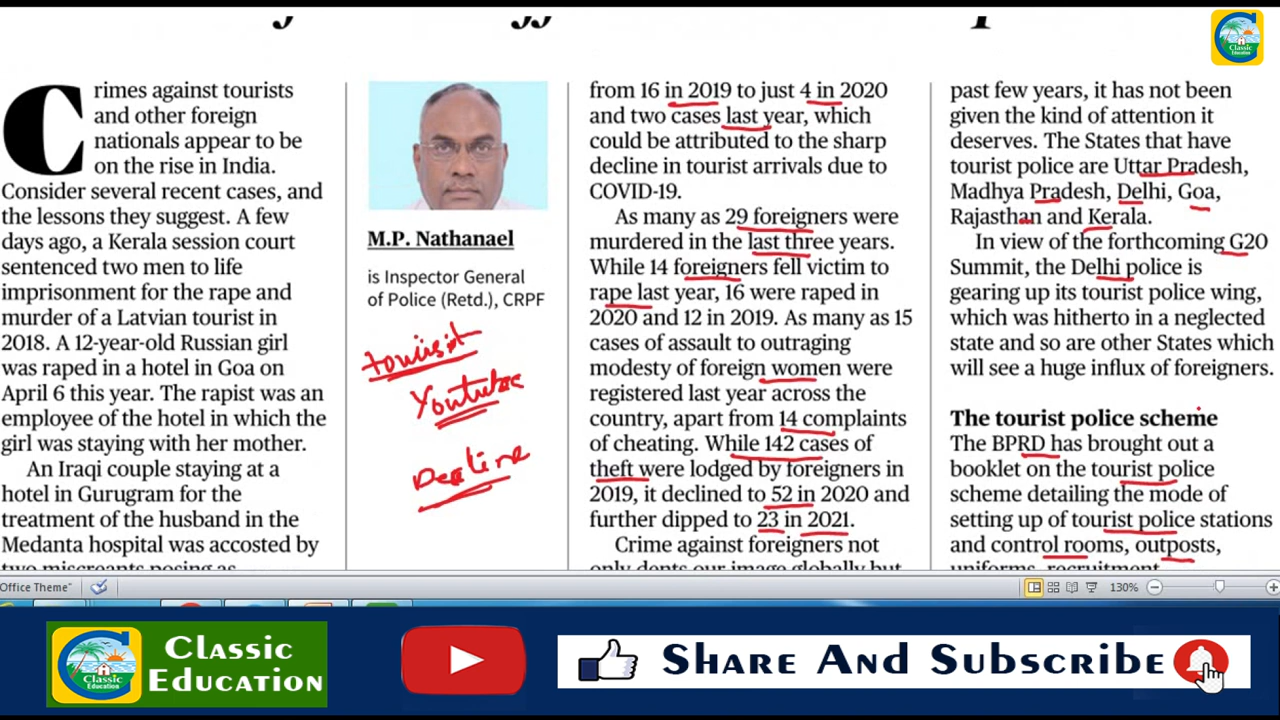 Classic
Education
Crimes against tourists
and other foreign
nationals appear to be
on the rise in India.
Consider several recent cases, and
the lessons they suggest. A few
days ago, a Kerala session court
sentenced two men to life
imprisonment for the rape and
murder of a Latvian tourist in
2018. A 12-year-old Russian girl
was raped in a hotel in Goa on
April 6 this year. The rapist was an
employee of the hotel in which the
girl was staying with her mother.
An Iraqi couple staying at a
hotel in Gurugram for the
treatment of the husband in the
Medanta hospital was accosted by
two miscreants posing as
M.P. Nathanael
is Inspector General
of Police (Retd.), CRPF
tourist
Youtube
Decline
from 16 in 2019 to just 4 in 2020
and two cases last year, which
could be attributed to the sharp
decline in tourist arrivals due to
COVID-19.
As many as 29 foreigners were
murdered in the last three years.
While 14 foreigners fell victim to
rape last year, 16 were raped in
2020 and 12 in 2019. As many as 15
cases of assault to outraging
modesty of foreign women were
registered last year across the
country, apart from 14 complaints
of cheating. While 142 cases of
theft were lodged by foreigners in
2019, it declined to 52 in 2020 and
further dipped to 23 in 2021.
Crime against foreigners not
only dents our image globally but
past few years, it has not been
given the kind of attention it
deserves. The States that have
tourist police are Uttar Pradesh,
Madhya Pradesh, Delhi, Goa,
Rajasthan and Kerala.
In view of the forthcoming G20
Summit, the Delhi police is
gearing up its tourist police wing,
which was hitherto in a neglected
state and so are other States which
will see a huge influx of foreigners.
The tourist police scheme
The BPRD has brought out a
booklet on the tourist police
scheme detailing the mode of
setting up of tourist police stations
and control rooms, outposts,
uniforms, recruitment
Office Theme"
130%
Classic
Education
Classic
Education
Share And Subscribe